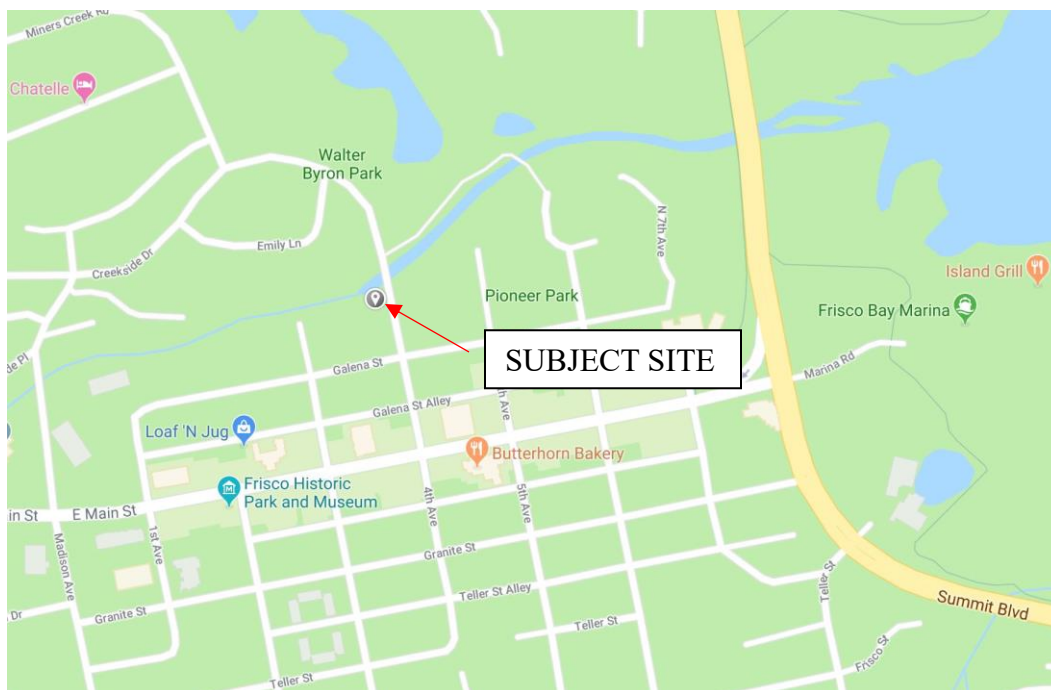 Miners Creek Rd
Chatelle
Walter
Byron Park
N 7th Ave
Emily Ln
Creekside Dr
Island Grill
Pioneer Park
Frisco Bay Marina
SUBJECT SITE
Galena St
Marina Rd
Galena St Alley
Loaf 'N Jug
Butterhorn Bakery
Frisco Historic
Park and Museum
E Main St
4th Ave
5th Ave
1st Ave
Madison Ave
Granite St
Teller St Alley
Teller St
Summit Blvd
Granite St
Teller St
Frisco St
Teller St